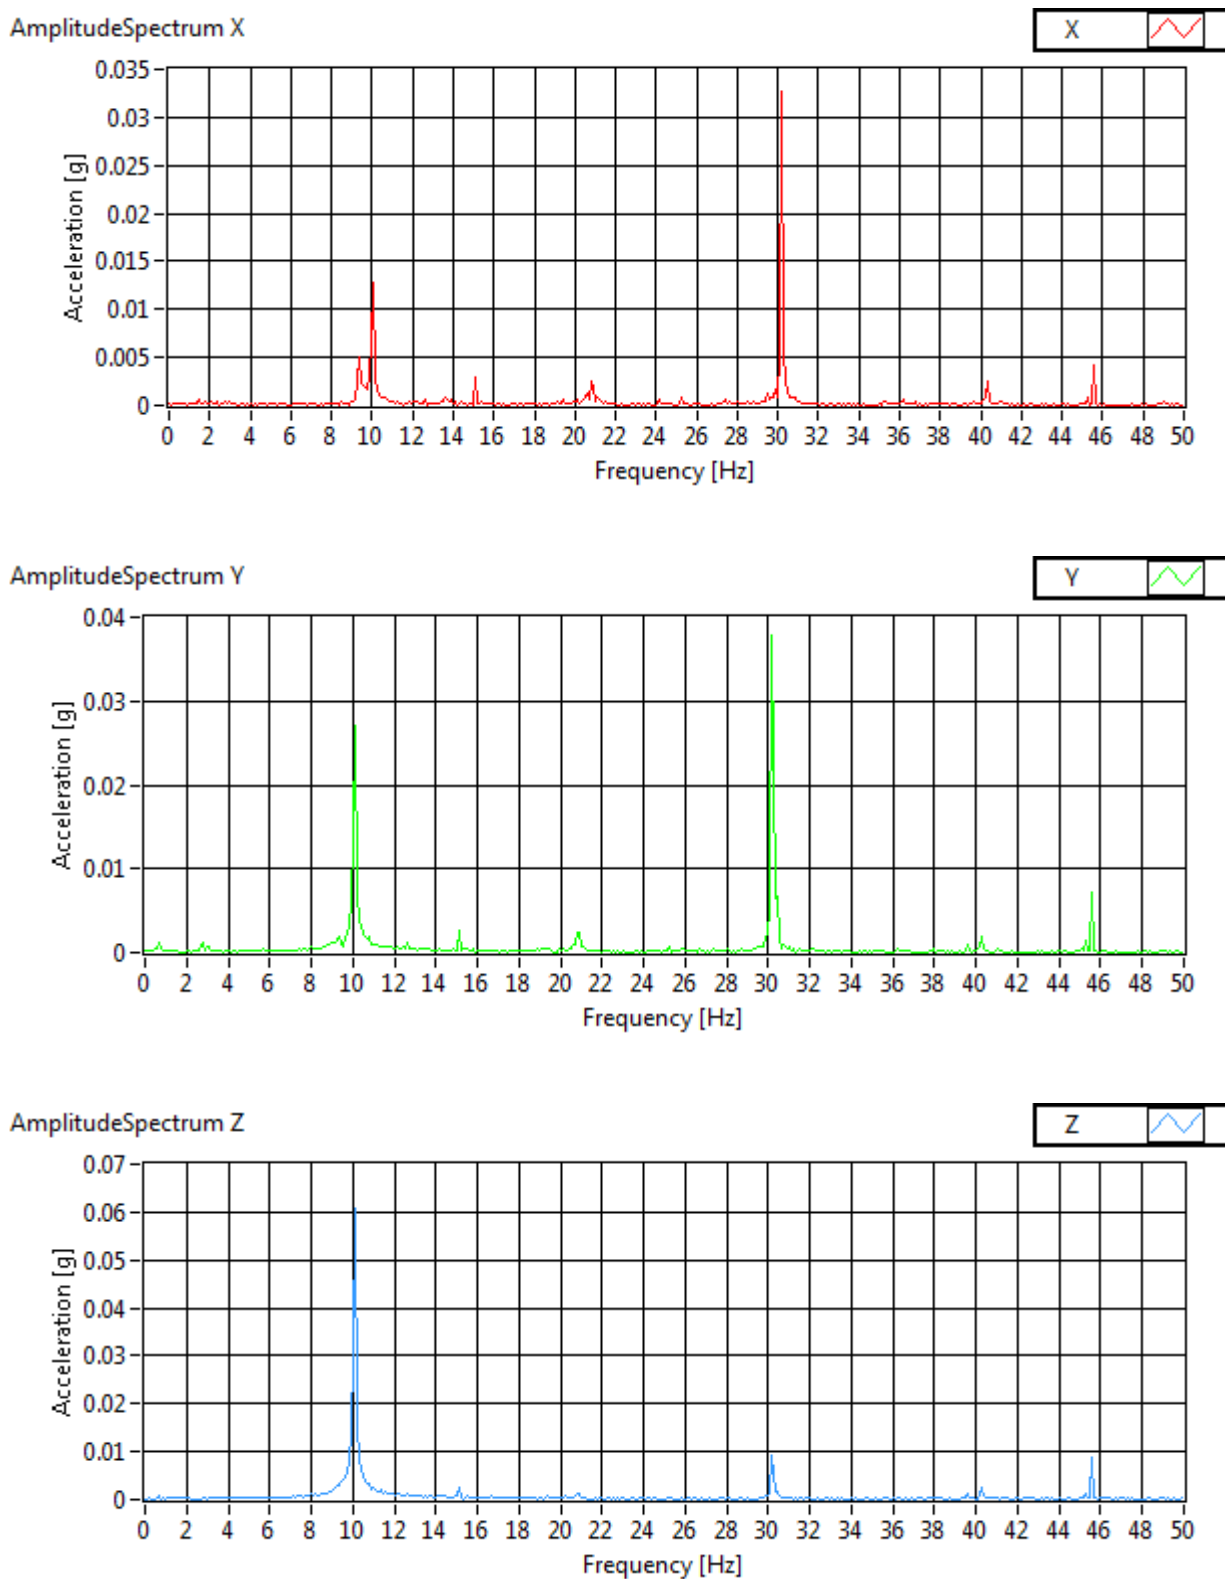 AmplitudeSpectrum X
X
0.035
0.03
0.025
0.02
0.015
0.01
0.005
0
Acceleration [g]
0 2 4 6 8 10 12 14 16 18 20 22 24 26 28 30 32 34 36 38 40 42 44 46 48 50
Frequency [Hz]
AmplitudeSpectrum Y
Y
0.04
0.03
0.02
0.01
0
Acceleration [g]
0 2 4 6 8 10 12 14 16 18 20 22 24 26 28 30 32 34 36 38 40 42 44 46 48 50
Frequency [Hz]
AmplitudeSpectrum Z
Z
0.07
0.06
0.05
0.04
0.03
0.02
0.01
0
Acceleration [g]
0 2 4 6 8 10 12 14 16 18 20 22 24 26 28 30 32 34 36 38 40 42 44 46 48 50
Frequency [Hz]